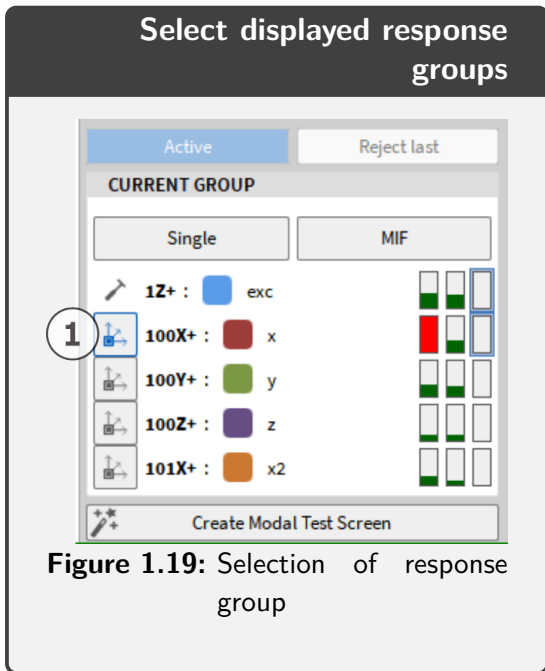 Select displayed response
groups
Active Reject last
CURRENT GROUP
Single MIF
1Z+ : exc
1 100X+ : x
100Y+ : y
100Z+ : z
101X+ : x2
Create Modal Test Screen
Figure 1.19: Selection of response
group